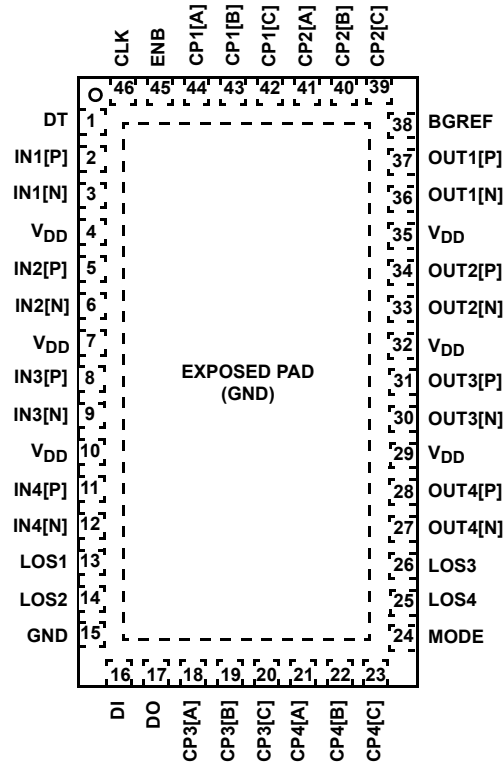 CLK
ENB
CP1[A]
CP1[B]
CP1[C]
CP2[A]
CP2[B]
CP2[C]
46 45 44 43 42 41 40 39
DT 1
IN1[P] 2
IN1[N] 3
VDD 4
IN2[P] 5
IN2[N] 6
VDD 7
IN3[P] 8
IN3[N] 9
VDD 10
IN4[P] 11
IN4[N] 12
LOS1 13
LOS2 14
GND 15
EXPOSED PAD
(GND)
38 BGREF
37 OUT1[P]
36 OUT1[N]
35 VDD
34 OUT2[P]
33 OUT2[N]
32 VDD
31 OUT3[P]
30 OUT3[N]
29 VDD
28 OUT4[P]
27 OUT4[N]
26 LOS3
25 LOS4
24 MODE
16 17 18 19 20 21 22 23
DI
DO
CP3[A]
CP3[B]
CP3[C]
CP4[A]
CP4[B]
CP4[C]